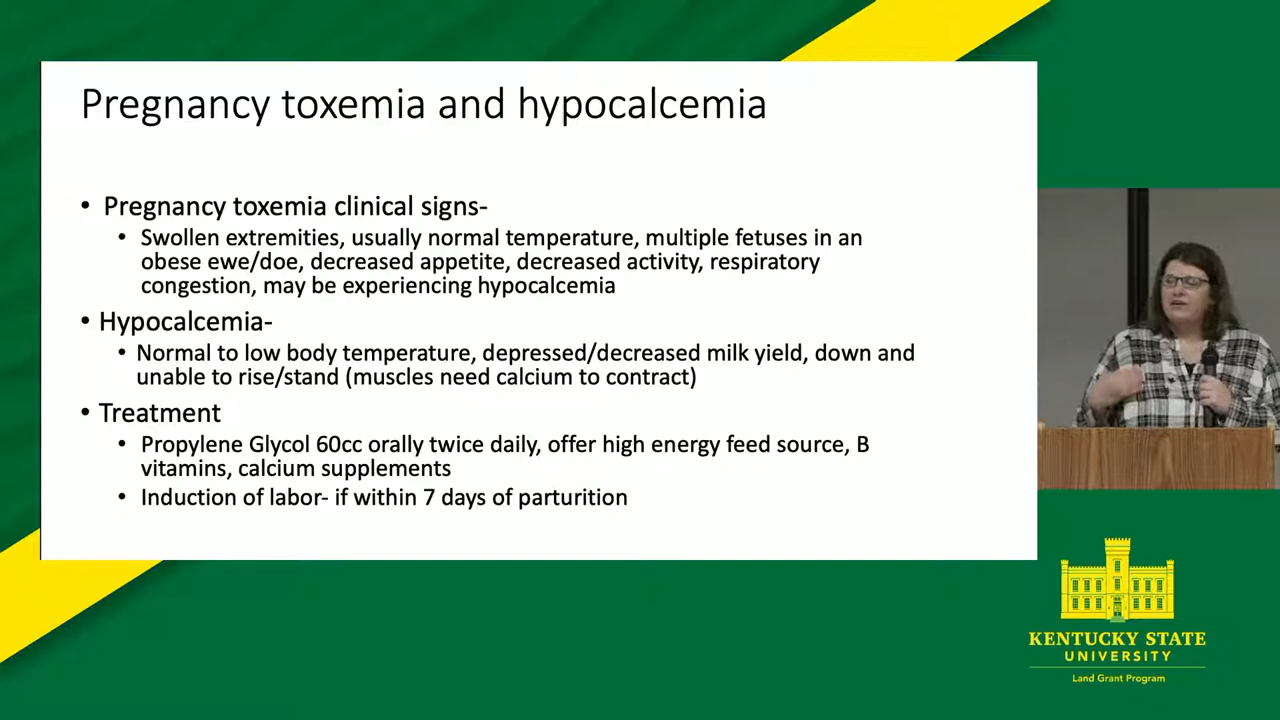 Pregnancy toxemia and hypocalcemia
• Pregnancy toxemia clinical signs-
• Swollen extremities, usually normal temperature, multiple fetuses in an
obese ewe/doe, decreased appetite, decreased activity, respiratory
congestion, may be experiencing hypocalcemia
• Hypocalcemia-
• Normal to low body temperature, depressed/decreased milk yield, down and
unable to rise/stand (muscles need calcium to contract)
• Treatment
• Propylene Glycol 60cc orally twice daily, offer high energy feed source, B
vitamins, calcium supplements
• Induction of labor- if within 7 days of parturition
KENTUCKY STATE
UNIVERSITY
Land Grant Program